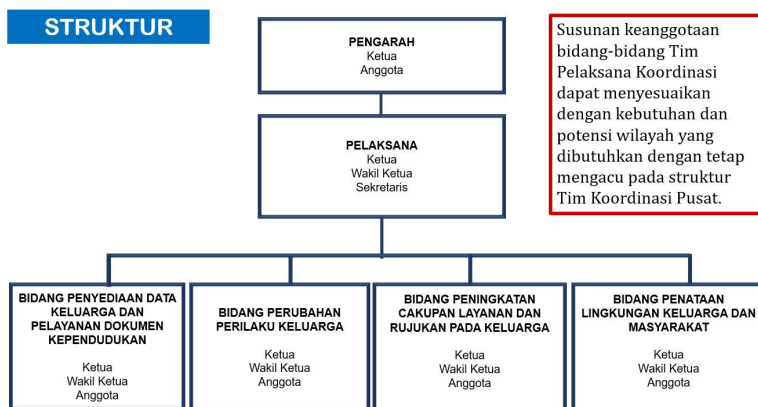 STRUKTUR
PENGARAH
Ketua
Anggota
PELAKSANA
Ketua
Wakil Ketua
Sekretaris
Susunan keanggotaan
bidang-bidang Tim
Pelaksana Koordinasi
dapat menyesuaikan
dengan kebutuhan dan
potensi wilayah yang
dibutuhkan dengan tetap
mengacu pada struktur
Tim Koordinasi Pusat.
BIDANG PENYEDIAAN DATA
KELUARGA DAN
PELAYANAN DOKUMEN
KEPENDUDUKAN
Ketua
Wakil Ketua
Anggota
BIDANG PERUBAHAN
PERILAKU KELUARGA
Ketua
Wakil Ketua
Anggota
BIDANG PENINGKATAN
CAKUPAN LAYANAN DAN
RUJUKAN PADA KELUARGA
Ketua
Wakil Ketua
Anggota
BIDANG PENATAAN
LINGKUNGAN KELUARGA DAN
MASYARAKAT
Ketua
Wakil Ketua
Anggota